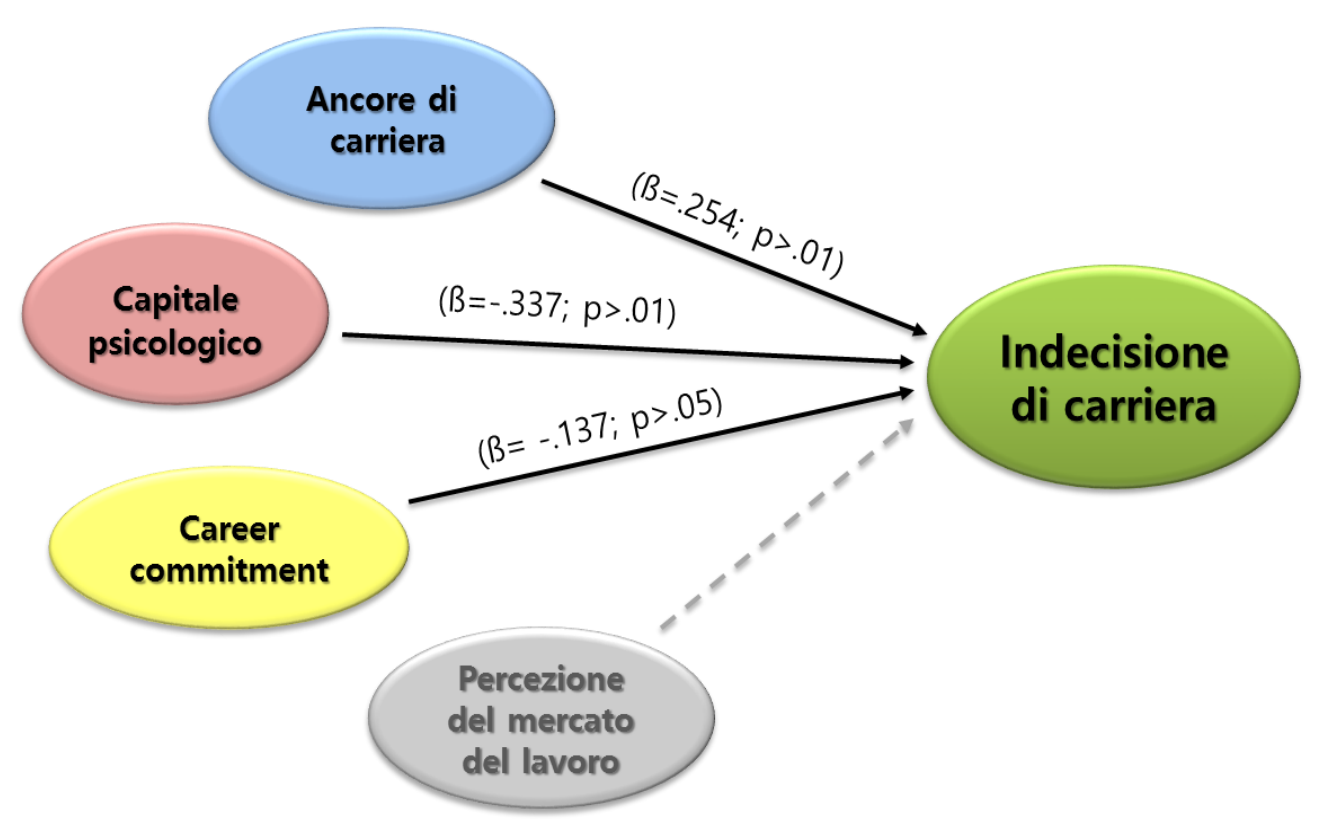 Ancore di
carriera
(ß=.254; p>.01)
Capitale
psicologico
(ß=-.337; p>.01)
Indecisione
di carriera
(ß= -.137; p>.05)
Career
commitment
Percezione
del mercato
del lavoro